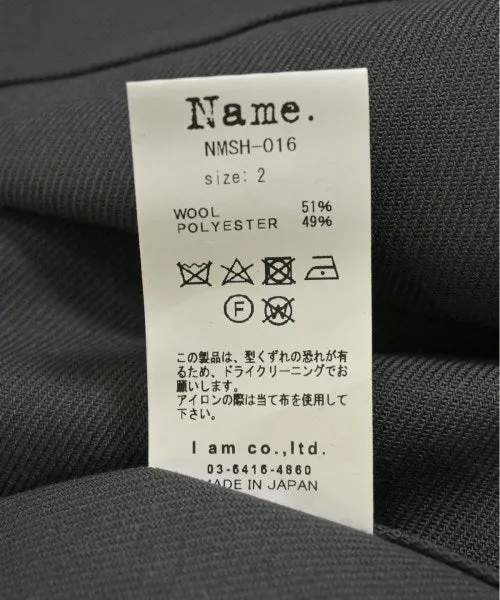 Name.
NMSH-016
size: 2
WOOL 51%
POLYESTER 49%
F W
この製品は、型くずれの恐れが有
るため、ドライクリーニングでお
願いします。
アイロンの際は当て布を使用して
下さい。
I am co.,ltd.
03-6416-4860
MADE IN JAPAN